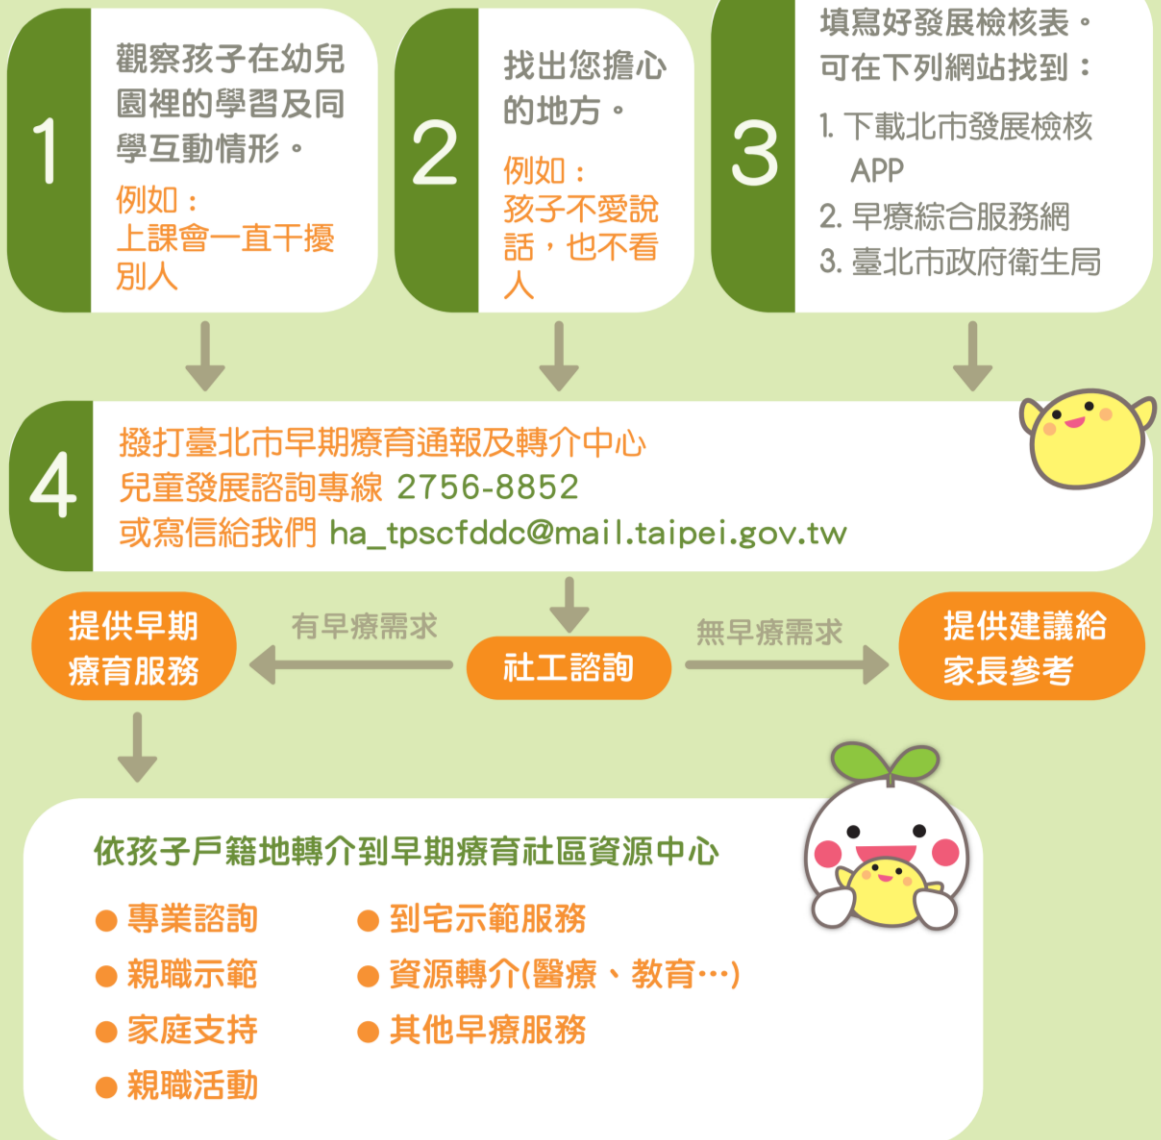 1
觀察孩子在幼兒
園裡的學習及同
學互動情形。
例如：
上課會一直干擾
別人
2
找出您擔心
的地方。
例如：
孩子不愛說
話，也不看
人
3
填寫好發展檢核表。
可在下列網站找到：
1. 下載北市發展檢核
APP
2. 早療綜合服務網
3. 臺北市政府衛生局
4
撥打臺北市早期療育通報及轉介中心
兒童發展諮詢專線 2756-8852
或寫信給我們 ha_tpscfddc@mail.taipei.gov.tw
提供早期
療育服務
有早療需求
社工諮詢
無早療需求
提供建議給
家長參考
依孩子戶籍地轉介到早期療育社區資源中心
● 專業諮詢
● 到宅示範服務
● 親職示範
● 資源轉介(醫療、教育…)
● 家庭支持
● 其他早療服務
● 親職活動